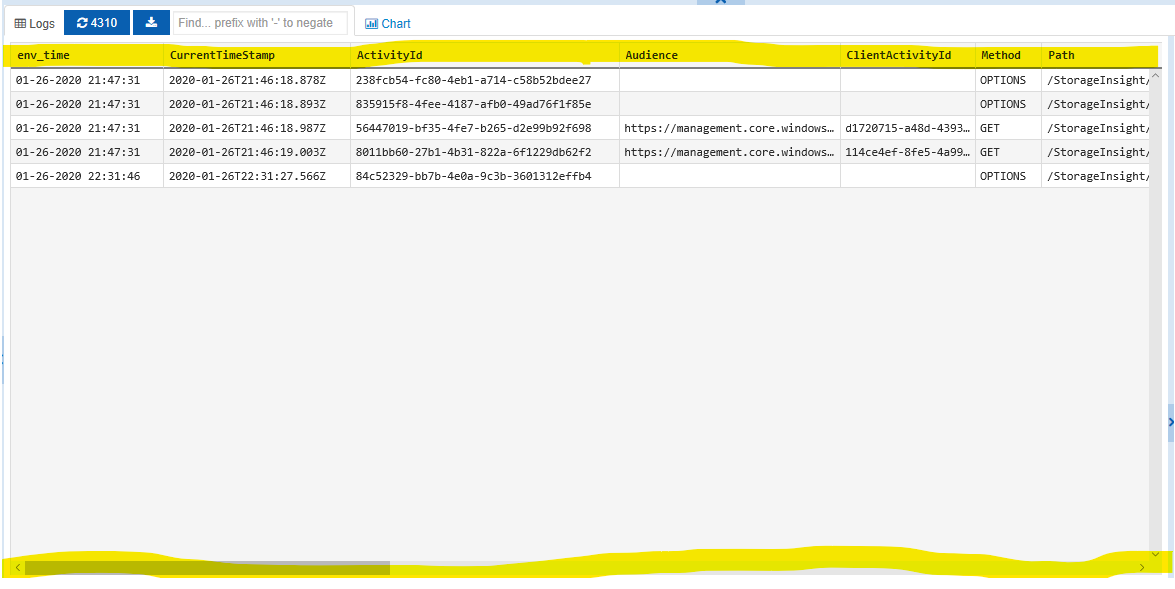 Logs 4310 Find... prefix with '-' to negate Chart
env_time CurrentTimeStamp ActivityId Audience ClientActivityId Method Path
01-26-2020 21:47:31 2020-01-26T21:46:18.878Z 238fcb54-fc80-4eb1-a714-c58b52bdee27 OPTIONS /StorageInsight/
01-26-2020 21:47:31 2020-01-26T21:46:18.893Z 835915f8-4fee-4187-afb0-49ad76f1f85e OPTIONS /StorageInsight/
01-26-2020 21:47:31 2020-01-26T21:46:18.987Z 56447019-bf35-4fe7-b265-d2e99b92f698 https://management.core.windows… d1720715-a48d-4393… GET /StorageInsight/
01-26-2020 21:47:31 2020-01-26T21:46:19.003Z 8011bb60-27b1-4b31-822a-6f1229db62f2 https://management.core.windows… 114ce4ef-8fe5-4a99… GET /StorageInsight/
01-26-2020 22:31:46 2020-01-26T22:31:27.566Z 84c52329-bb7b-4e0a-9c3b-3601312effb4 OPTIONS /StorageInsight/